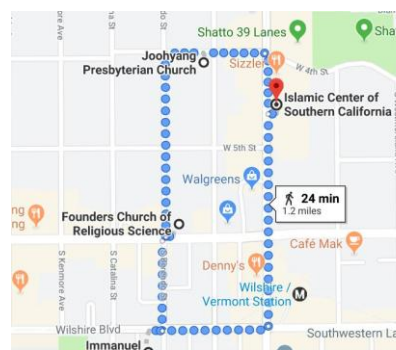 Shatto 39 Lanes
Sha
Joohyang
Presbyterian Church
Sizzler
W 4th St
Islamic Center of
Southern California
W 5th St
Walgreens
24 min
1.2 miles
ng
Founders Church of
Religious Science
Café Mak
Denny's
S Kenmore Ave
S Catalina St
Wilshire /
Vermont Station
M
Wilshire Blvd
Southwestern La
Immanuel